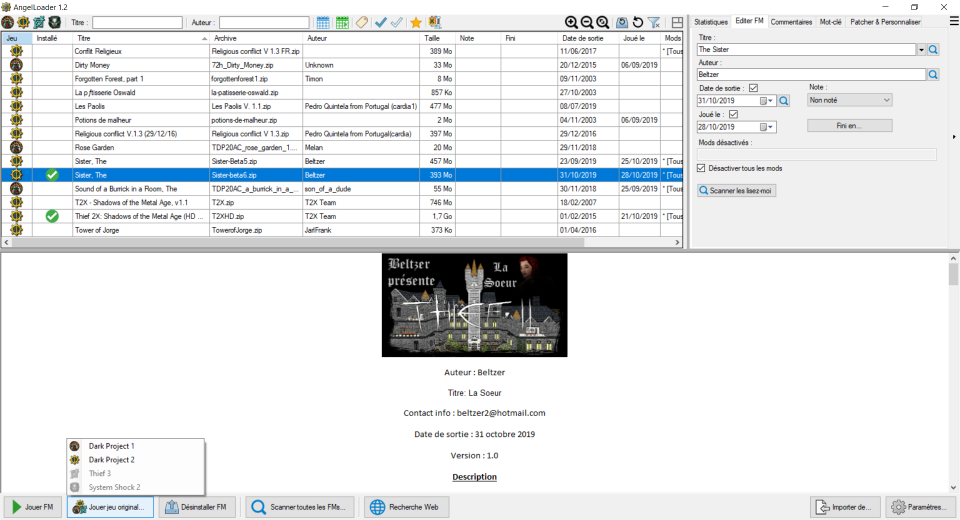 AngelLoader 1.2
Titre :
Auteur :
Jeu Installé Titre Archive Auteur Taille Note Fini Date de sortie Joué le Mods
Conflit Religieux Religious conflict V 1.3 FR.zip 389 Mo 11/06/2017 * [Tous
Dirty Money 72h_Dirty_Money.zip Unknown 33 Mo 20/12/2015 06/09/2019
Forgotten Forest, part 1 forgottenforest1.zip Timon 8 Mo 09/11/2003
La p,tisserie Oswald la-patisserie-oswald.zip 857 Ko 27/10/2003
Les Paolis Les Paolis V. 1.1.zip Pedro Quintela from Portugal (cardia1) 477 Mo 08/07/2019
Potions de malheur potions-de-malheur.zip 2 Mo 04/11/2003 06/09/2019
Religious conflict V.1.3 (29/12/16) Religious conflict V 1.3.zip Pedro Quintela from Portugal(cardia) 397 Mo 29/12/2016
Rose Garden TDP20AC_rose_garden_1.... Melan 20 Mo 29/11/2018
Sister, The Sister-Beta5.zip Beltzer 457 Mo 23/09/2019 25/10/2019 * [Tous
Sister, The Sister-beta6.zip Beltzer 393 Mo 31/10/2019 28/10/2019 * [Tous
Sound of a Burrick in a Room, The TDP20AC_a_burrick_in_a_... son_of_a_dude 55 Mo 30/11/2018 25/09/2019 * [Tous
T2X - Shadows of the Metal Age, v1.1 T2X.zip T2X Team 746 Mo 18/02/2007
Thief 2X: Shadows of the Metal Age (HD ... T2XHD.zip T2X Team 1,7 Go 01/02/2015 21/10/2019 * [Tous
Tower of Jorge TowerofJorge.zip JarlFrank 373 Ko 01/04/2016
Statistiques Editer FM Commentaires Mot-clé Patcher & Personnaliser
Titre :
The Sister
Auteur :
Beltzer
Date de sortie : Note :
31/10/2019 Non noté
Joué le :
28/10/2019 Fini en...
Mods désactivés :
Désactiver tous les mods
Scanner les lisez-moi
Beltzer La
présente Soeur
THIEF II
Auteur : Beltzer
Titre: La Soeur
Contact info : beltzer2@hotmail.com
Date de sortie : 31 octobre 2019
Version : 1.0
Description
Dark Project 1
Dark Project 2
Thief 3
System Shock 2
Jouer FM Jouer jeu original... Désinstaller FM Scanner toutes les FMs... Recherche Web Importer de... Paramètres...